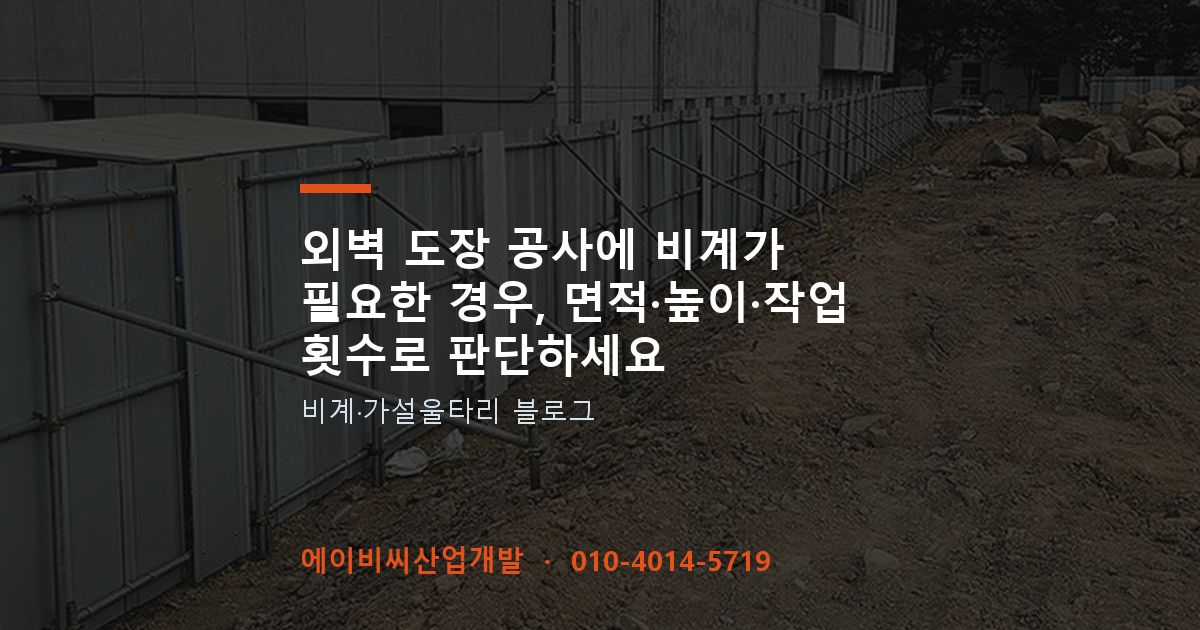 외벽 도장 공사에 비계가
필요한 경우, 면적·높이·작업
횟수로 판단하세요
비계·가설울타리 블로그
에이비씨산업개발 · 010-4014-5719